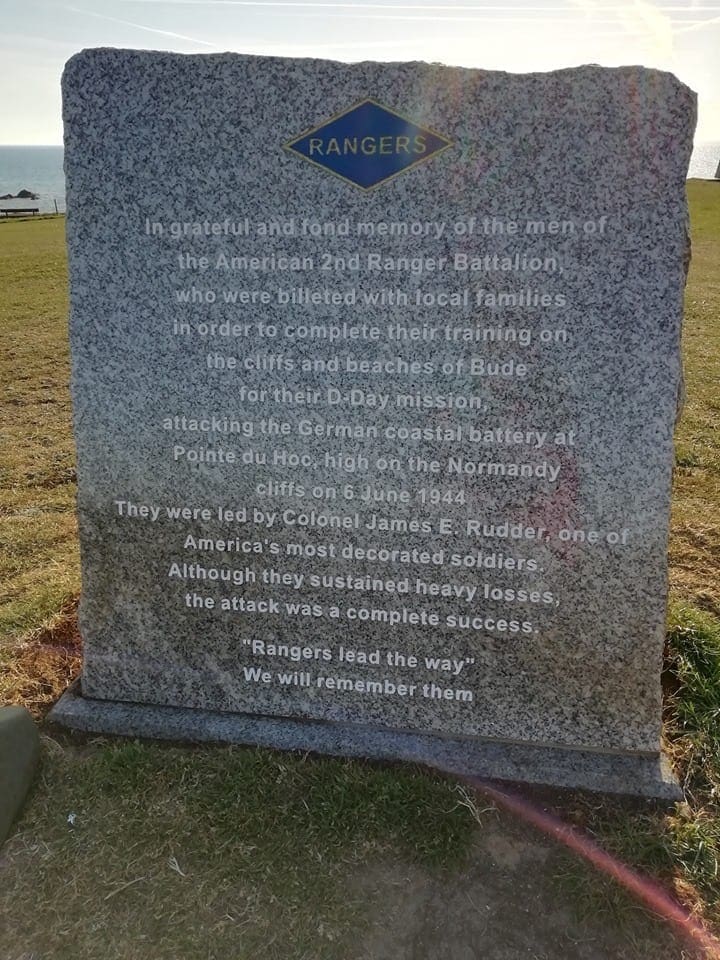 RANGERS
In grateful and fond memory of the men of
the American 2nd Ranger Battalion,
who were billeted with local families
in order to complete their training on
the cliffs and beaches of Bude
for their D-Day mission,
attacking the German coastal battery at
Pointe du Hoc, high on the Normandy
cliffs on 6 June 1944
They were led by Colonel James E. Rudder, one of
America's most decorated soldiers.
Although they sustained heavy losses,
the attack was a complete success.
"Rangers lead the way"
We will remember them